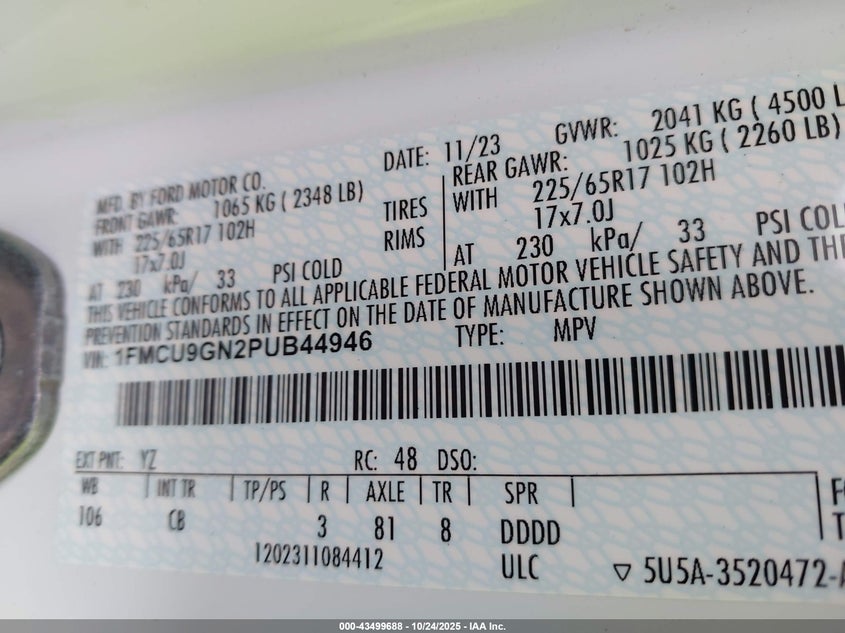 MFD. BY FORD MOTOR CO. DATE: 11/23 GVWR: 2041 KG ( 4500 L
FRONT GAWR: 1065 KG ( 2348 LB) REAR GAWR: 1025 KG ( 2260 LB)
WITH 225/65R17 102H TIRES WITH 225/65R17 102H
17x7.0J RIMS 17x7.0J
AT 230 kPa/ 33 PSI COLD AT 230 kPa/ 33 PSI COLD
THIS VEHICLE CONFORMS TO ALL APPLICABLE FEDERAL MOTOR VEHICLE SAFETY AND THE
PREVENTION STANDARDS IN EFFECT ON THE DATE OF MANUFACTURE SHOWN ABOVE.
VIN: 1FMCU9GN2PUB44946 TYPE: MPV
EXT PNT: YZ RC: 48 DSO:
WB | INT TR | TP/PS | R | AXLE | TR | SPR |
106 CB 3 81 8 DDDD
1202311084412 ULC ▽ 5U5A-3520472-A
000-43499688 - 10/24/2025 - IAA Inc.